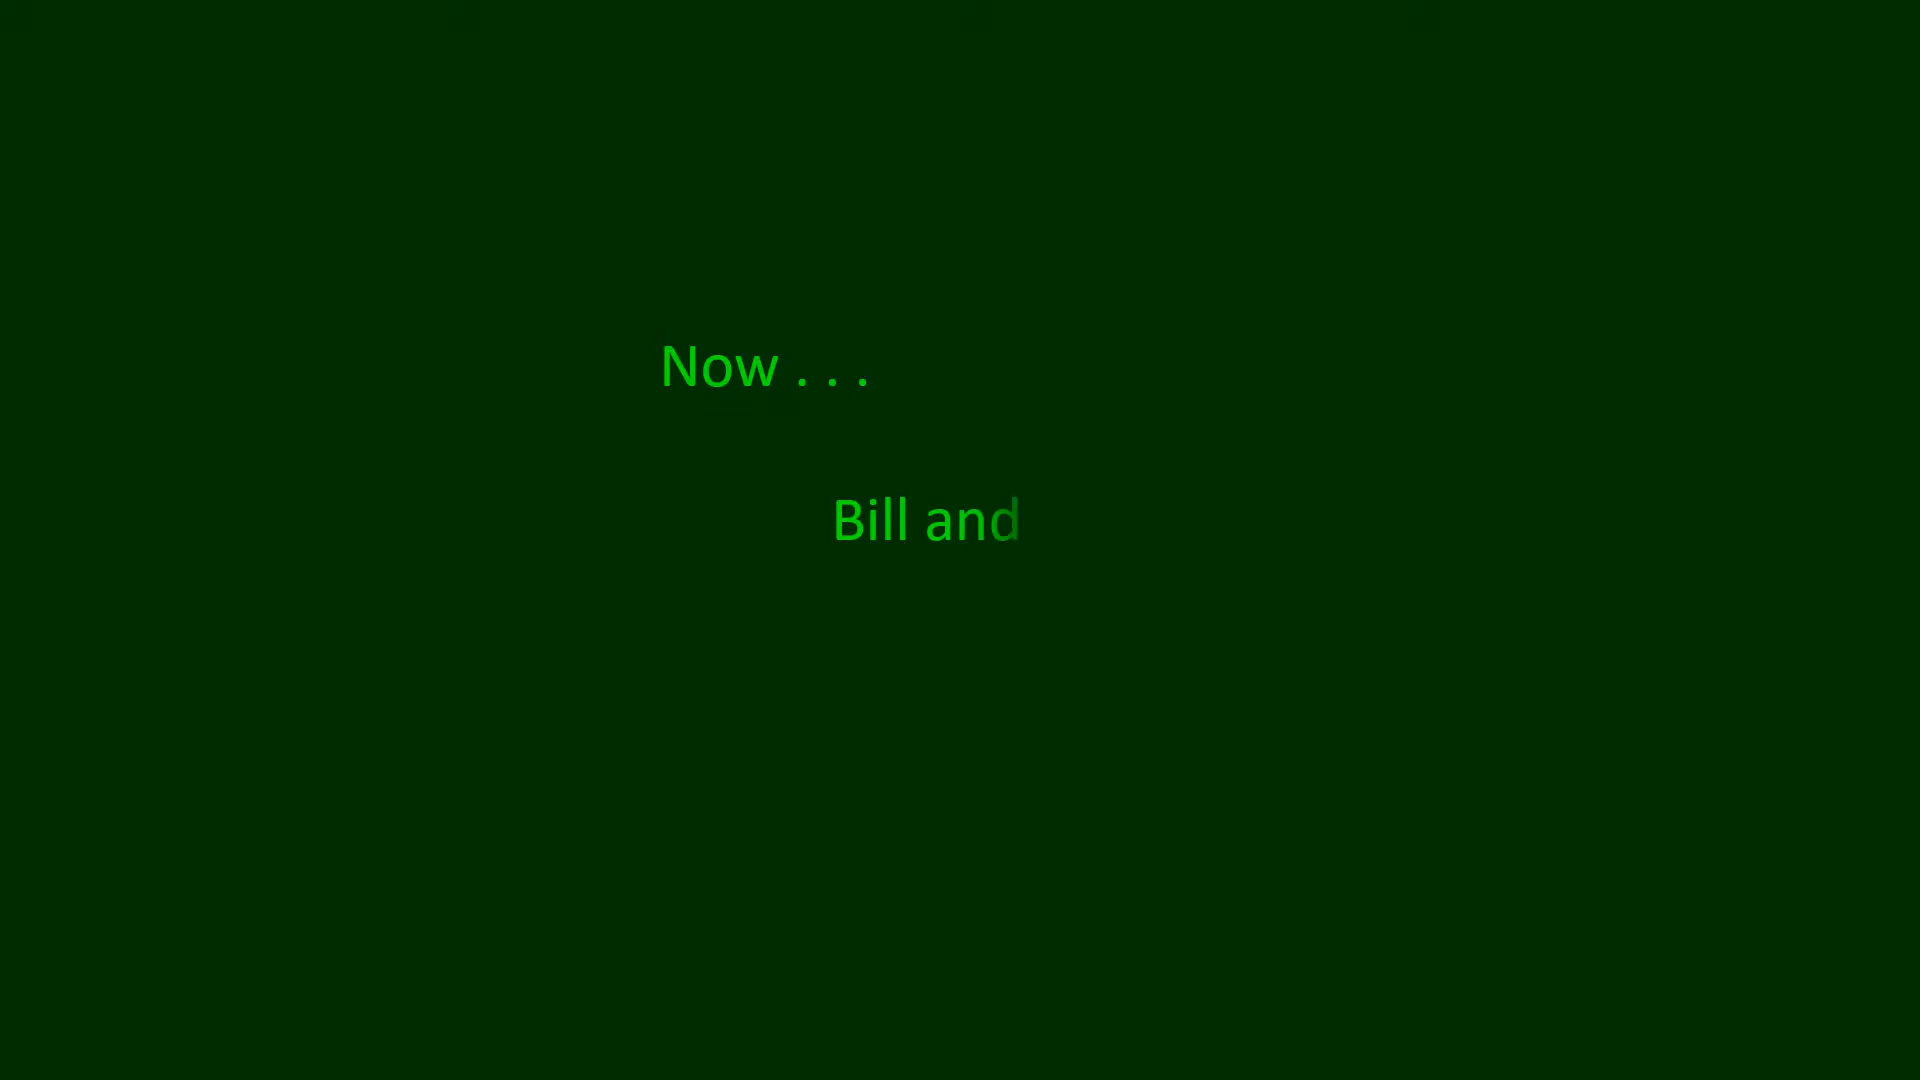 Now . . .
Bill and